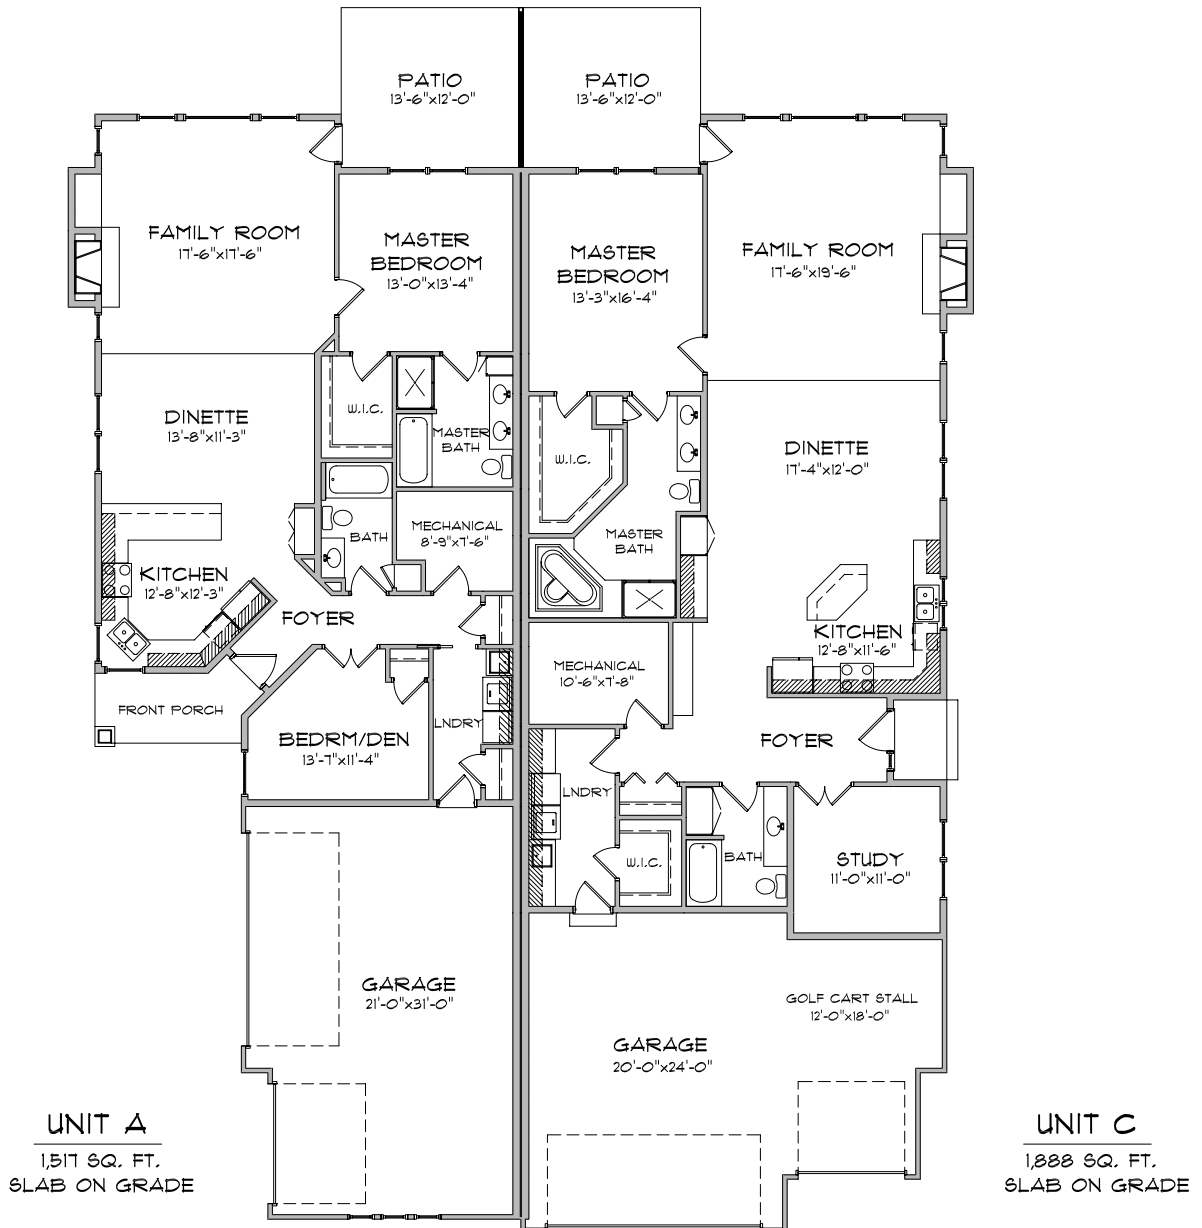 PATIO
13'-6"x12'-0"
PATIO
13'-6"x12'-0"
FAMILY ROOM
17'-6"x17'-6"
MASTER
BEDROOM
13'-0"x13'-4"
MASTER
BEDROOM
13'-3"x16'-4"
FAMILY ROOM
17'-6"x19'-6"
DINETTE
13'-8"x11'-3"
W.I.C.
MASTER
BATH
W.I.C.
DINETTE
17'-4"x12'-0"
BATH
MECHANICAL
8'-9"x7'-6"
MASTER
BATH
KITCHEN
12'-8"x12'-3"
FOYER
KITCHEN
12'-8"x11'-6"
MECHANICAL
10'-6"x7'-8"
FRONT PORCH
BEDRM/DEN
13'-7"x11'-4"
LNDRY
FOYER
LNDRY
W.I.C.
BATH
STUDY
11'-0"x11'-0"
GARAGE
21'-0"x31'-0"
GOLF CART STALL
12'-0"x18'-0"
GARAGE
20'-0"x24'-0"
UNIT A
1,517 SQ. FT.
SLAB ON GRADE
UNIT C
1,888 SQ. FT.
SLAB ON GRADE